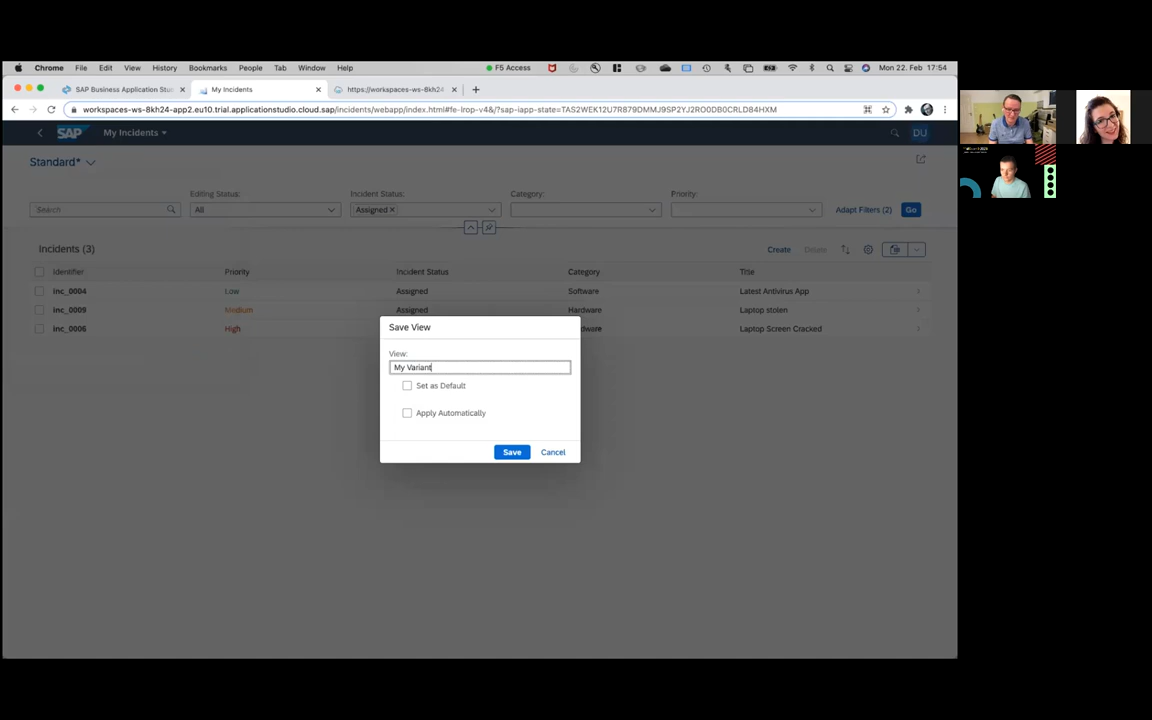 Chrome File Edit View History Bookmarks People Tab Window Help F5 Access Mon 22. Feb 17:54
SAP Business Application Stu My Incidents https://workspaces-ws-8kh24
workspaces-ws-8kh24-app2.eu10.trial.applicationstudio.cloud.sap/incidents/webapp/index.html#fe-lrop-v4&/?sap-iapp-state=TAS2WEK12U7R879DMMJ9SP2YJ2RO0DB0CRLD84HXM
SAP My Incidents DU
Standard*
Editing Status: Incident Status: Category: Priority:
Search All Assigned Adapt Filters (2) Go
Incidents (3) Create Delete
Identifier Priority Incident Status Category Title
inc_0004 Low Assigned Software Latest Antivirus App
inc_0009 Medium Assigned Hardware Laptop stolen
inc_0006 High dware Laptop Screen Cracked
Save View
View:
My Variant
Set as Default
Apply Automatically
Save Cancel